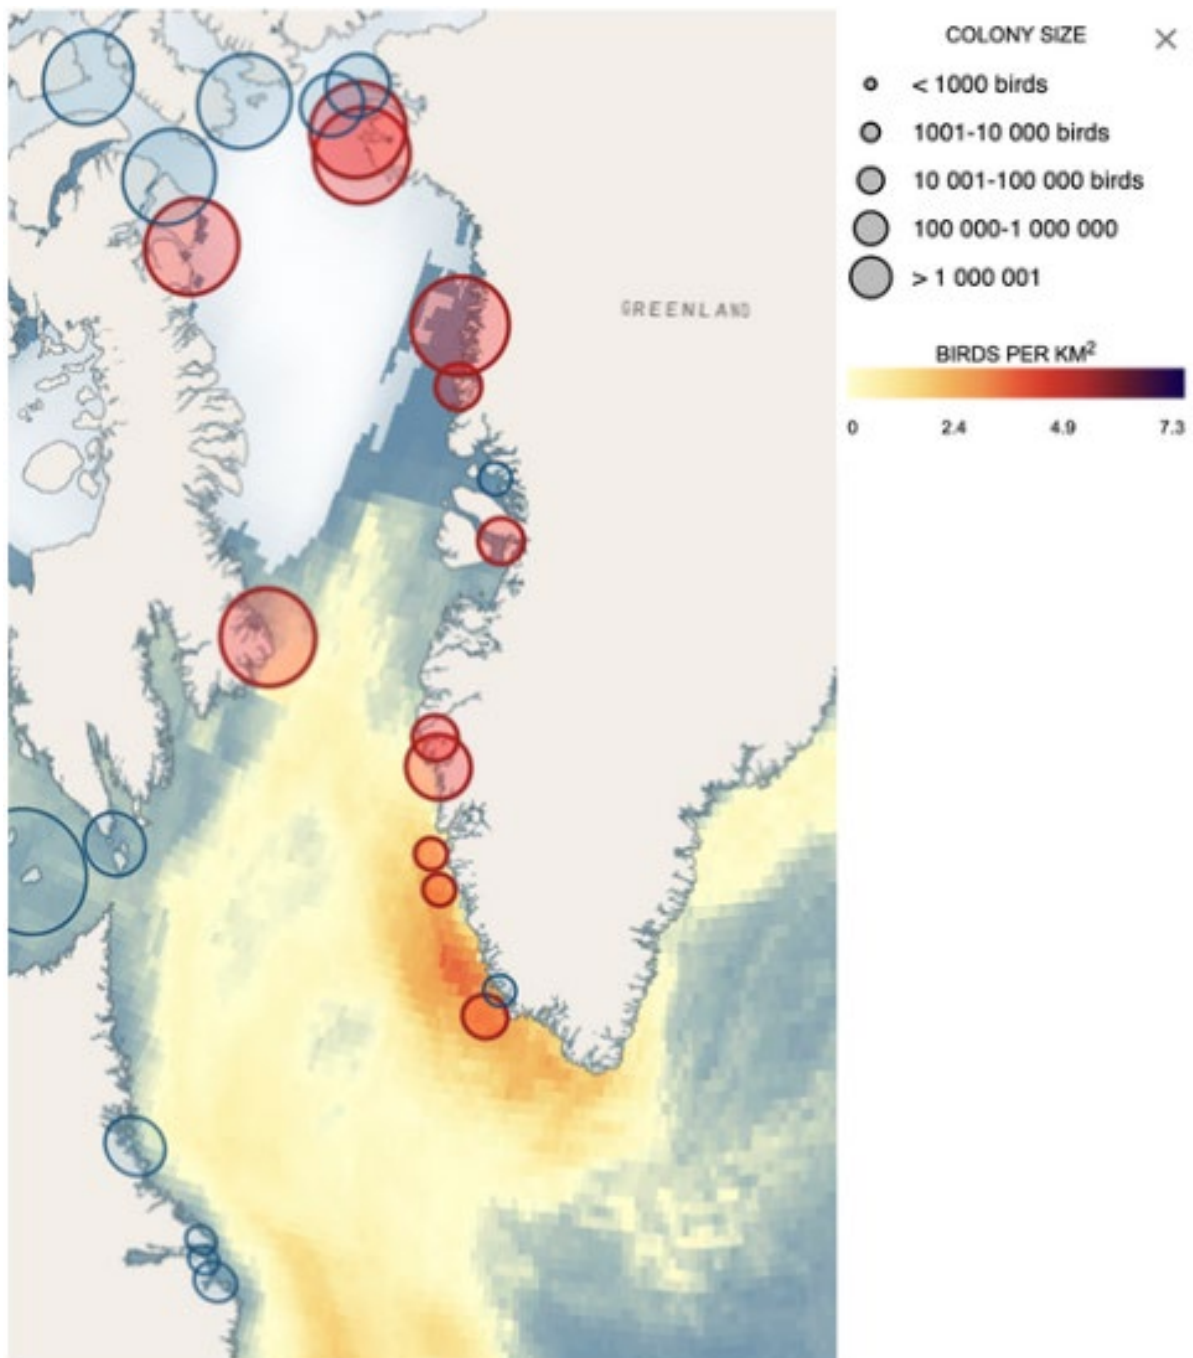 COLONY SIZE
< 1000 birds
1001-10 000 birds
10 001-100 000 birds
100 000-1 000 000
> 1 000 001
GREENLAND
BIRDS PER KM²
0 2.4 4.9 7.3